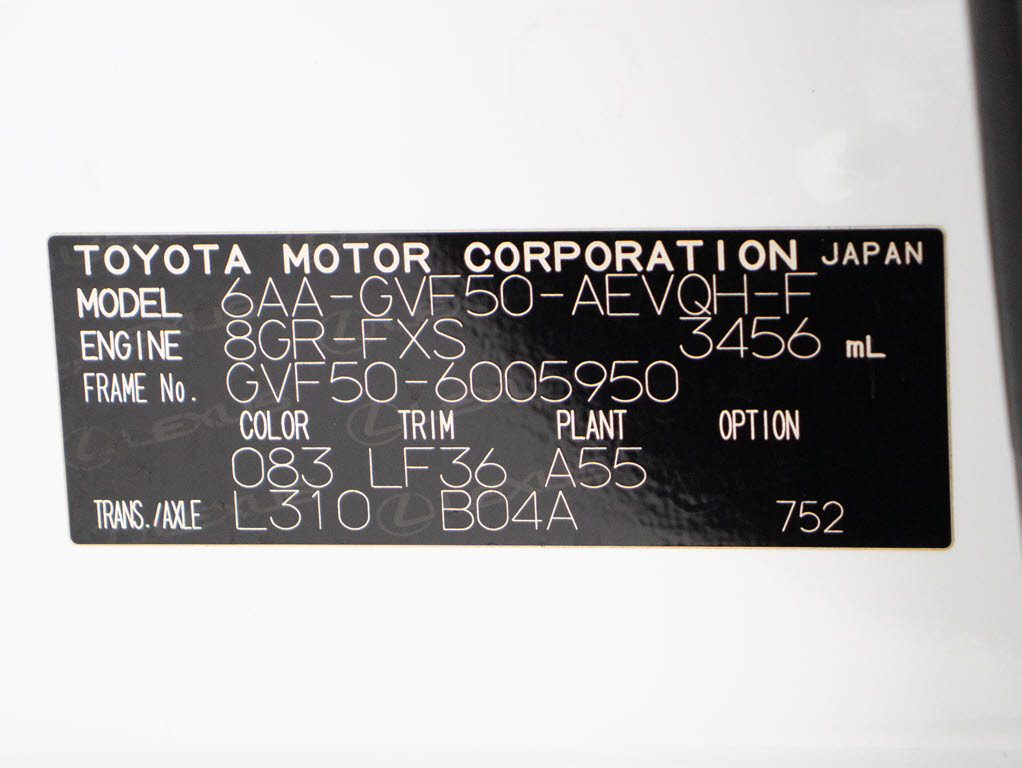 TOYOTA MOTOR CORPORATION JAPAN
MODEL 6AA-GVF50-AEVQH-F
ENGINE 8GR-FXS 3456 mL
FRAME No. GVF50-6005950
COLOR TRIM PLANT OPTION
083 LF36 A55
TRANS./AXLE L310 B04A 752